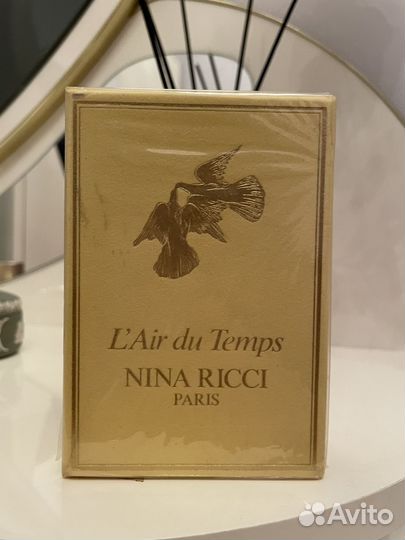 L'Air du Temps
NINA RICCI
PARIS
Avito